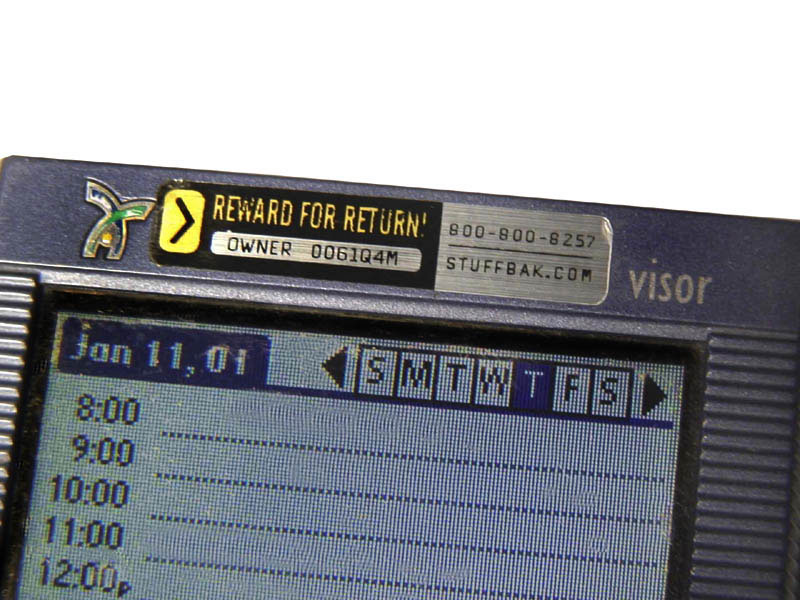 REWARD FOR RETURN!
OWNER 0061Q4M
800-800-8257
STUFFBAK.COM
visor
Jan 11, 01
S M T W T F S
8:00
9:00
10:00
11:00
12:00p